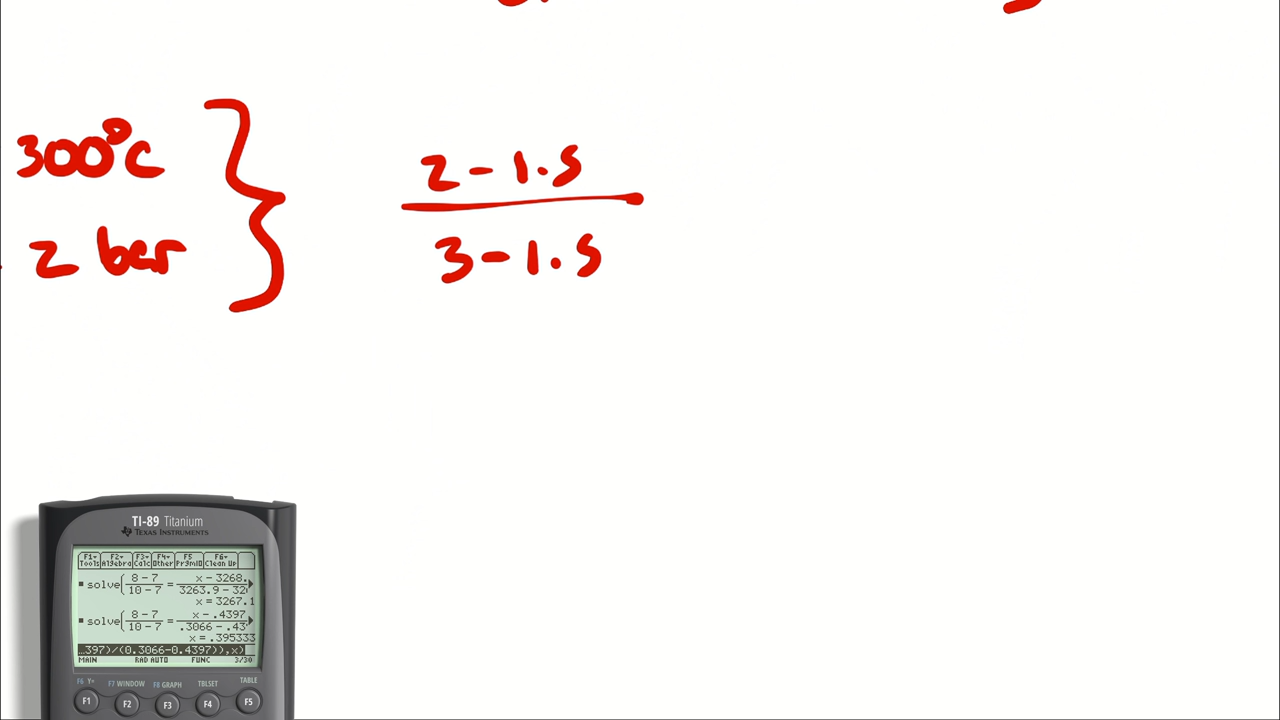 300°C
2 bar
2 - 1.5
3 - 1.5
TI-89 Titanium
TEXAS INSTRUMENTS
F1 Tools F2 Algebra F3 Calc F4 Other F5 PrgmIO F6 Clean Up
solve( 8 - 7 / 10 - 7 = x - 3268. / 3263.9 - 32
x = 3267.1
solve( 8 - 7 / 10 - 7 = x - .4397 / .3066 - .43
x = .395333
…397)/(0.3066-0.4397)),x)
MAIN RAD AUTO FUNC 3/30
F6 Y= F7 WINDOW F8 GRAPH TBLSET TABLE
F1 F2 F3 F4 F5